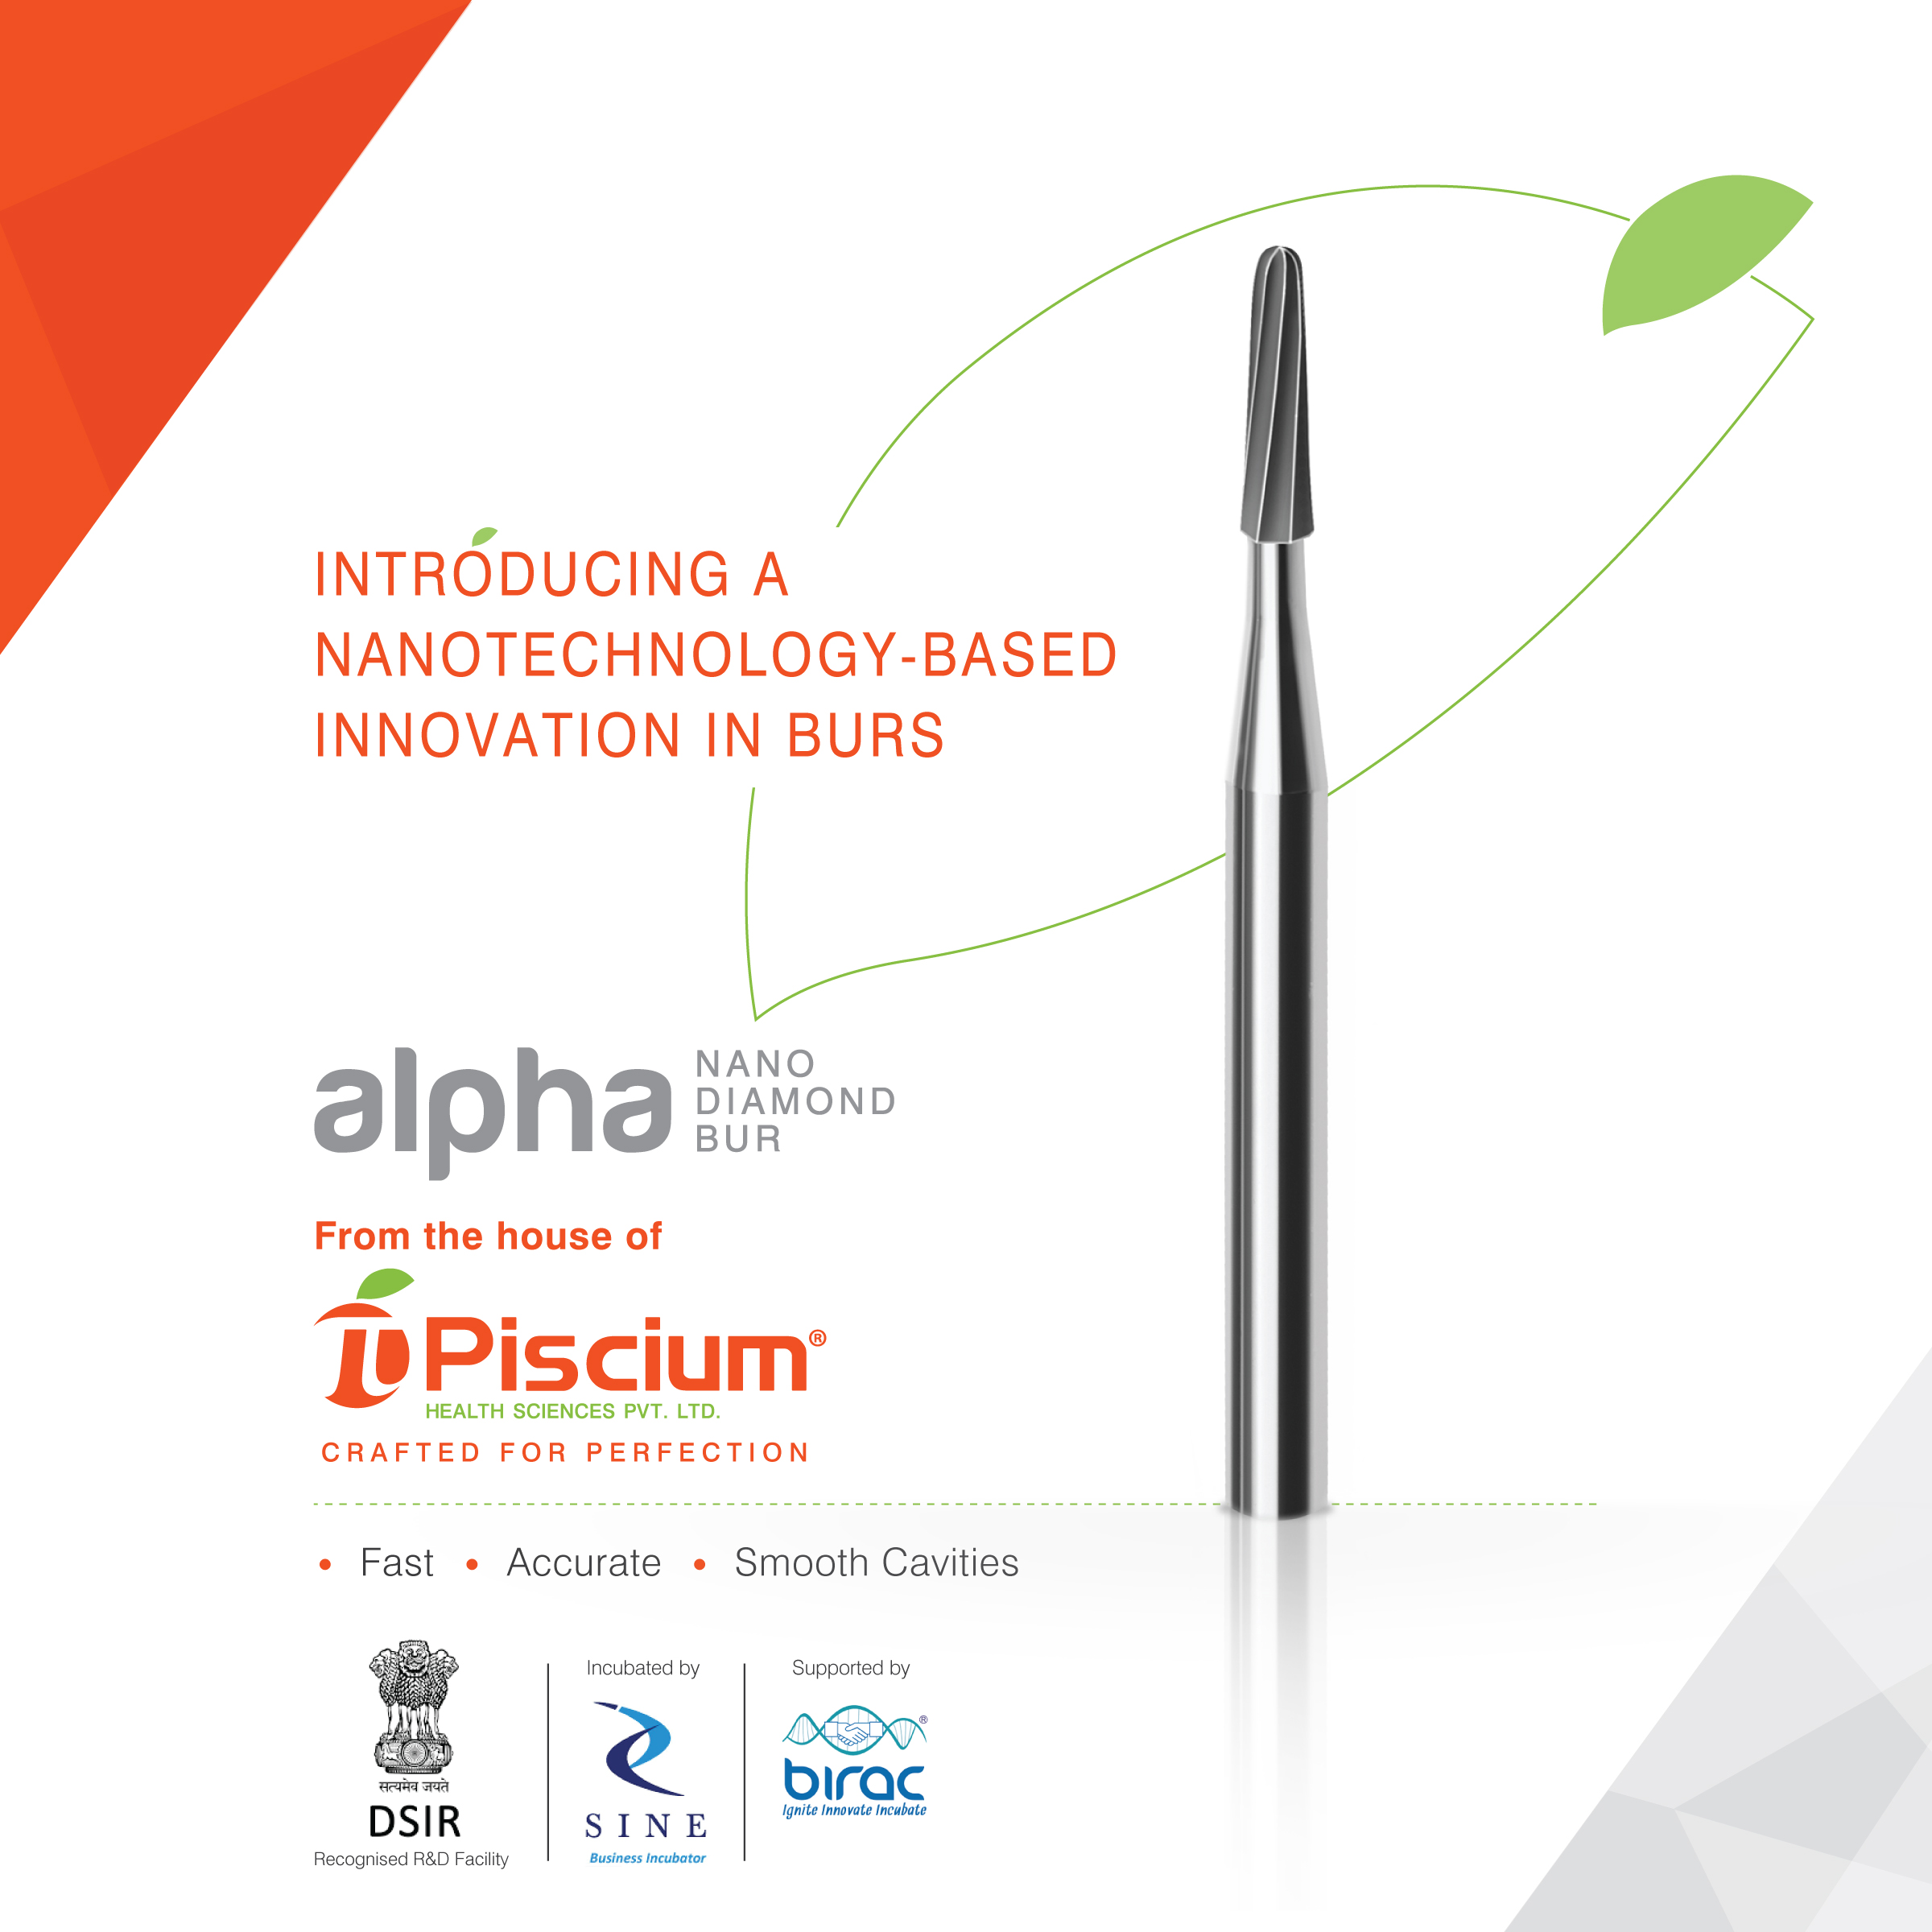 INTRODUCING A
NANOTECHNOLOGY-BASED
INNOVATION IN BURS
alpha
NANO
DIAMOND
BUR
From the house of
Piscium®
HEALTH SCIENCES PVT. LTD.
CRAFTED FOR PERFECTION
• Fast • Accurate • Smooth Cavities
सत्यमेव जयते
DSIR
Recognised R&D Facility
Incubated by
SINE
Business Incubator
Supported by
®
birac
Ignite Innovate Incubate